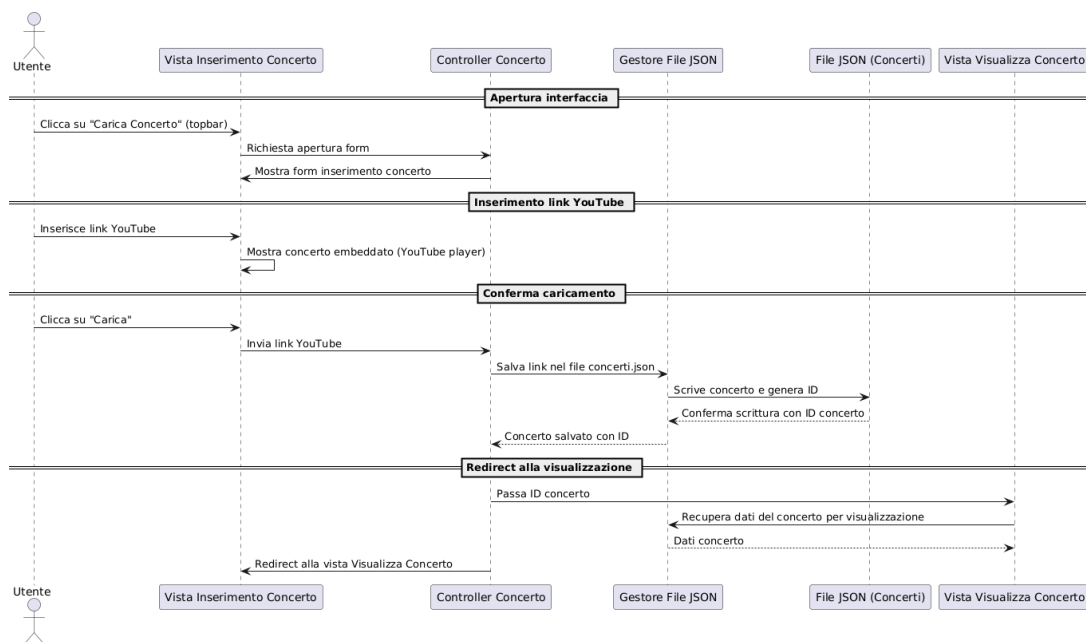 Utente
Vista Inserimento Concerto
Controller Concerto
Gestore File JSON
File JSON (Concerti)
Vista Visualizza Concerto
Apertura interfaccia
Clicca su "Carica Concerto" (topbar)
Richiesta apertura form
Mostra form inserimento concerto
Inserimento link YouTube
Inserisce link YouTube
Mostra concerto embeddato (YouTube player)
Conferma caricamento
Clicca su "Carica"
Invia link YouTube
Salva link nel file concerti.json
Scrive concerto e genera ID
Conferma scrittura con ID concerto
Concerto salvato con ID
Redirect alla visualizzazione
Passa ID concerto
Recupera dati del concerto per visualizzazione
Dati concerto
Redirect alla vista Visualizza Concerto
Utente
Vista Inserimento Concerto
Controller Concerto
Gestore File JSON
File JSON (Concerti)
Vista Visualizza Concerto